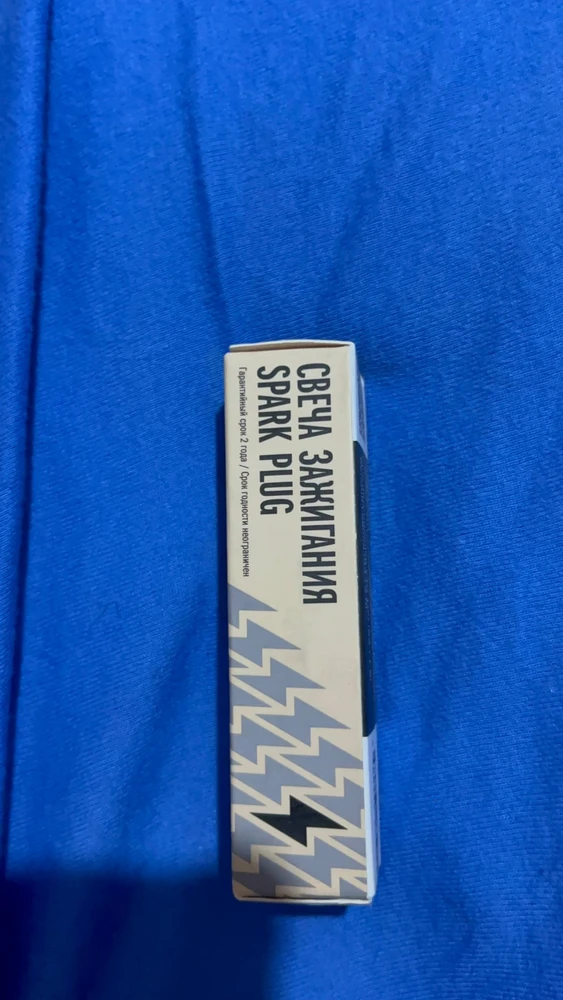 СВЕЧА ЗАЖИГАНИЯ
SPARK PLUG
Гарантийный срок 2 года / Срок годности неограничен